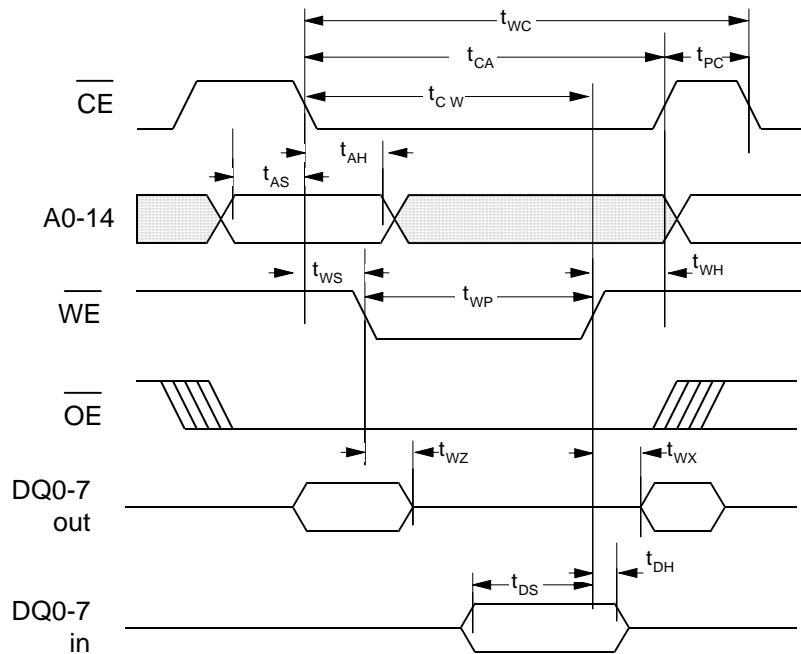 tWC
tCA
tPC
CE
tC W
tAH
tAS
A0-14
tWS
tWH
WE
tWP
OE
tWZ
tWX
DQ0-7
out
tDH
tDS
DQ0-7
in